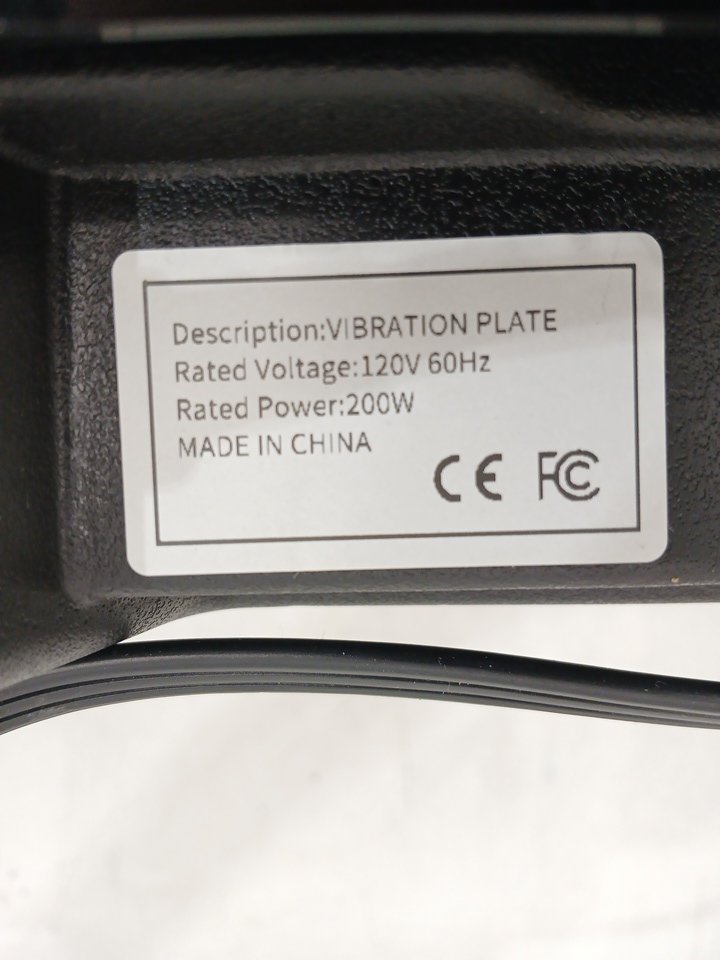 Description:VIBRATION PLATE
Rated Voltage:120V 60Hz
Rated Power:200W
MADE IN CHINA
CE FC